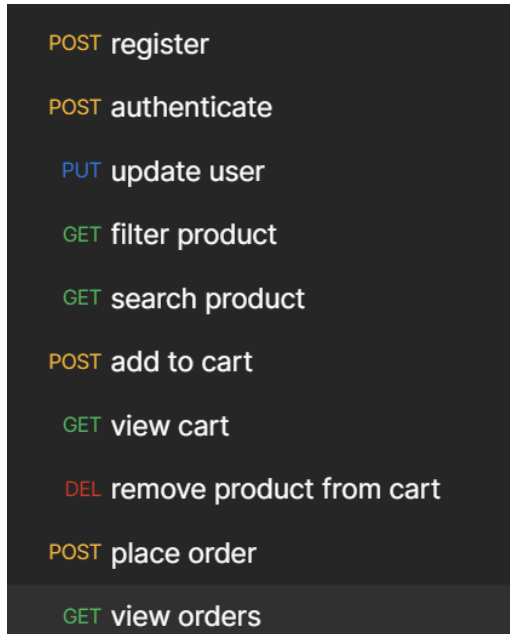 POST register
POST authenticate
PUT update user
GET filter product
GET search product
POST add to cart
GET view cart
DEL remove product from cart
POST place order
GET view orders